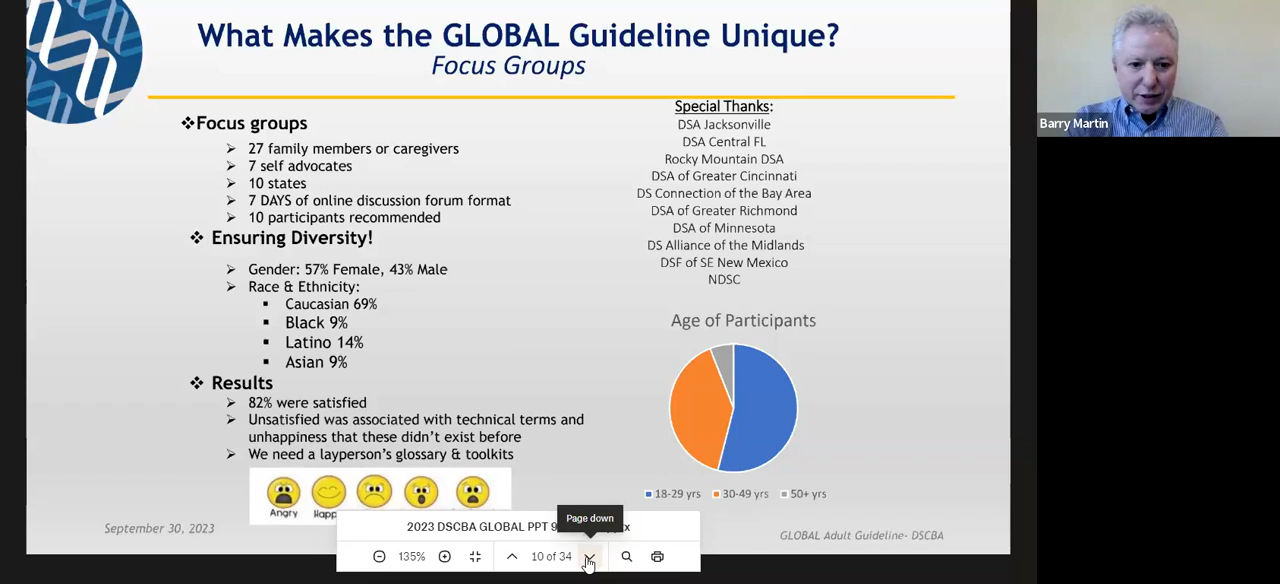 What Makes the GLOBAL Guideline Unique?
Focus Groups
❖Focus groups
➢ 27 family members or caregivers
➢ 7 self advocates
➢ 10 states
➢ 7 DAYS of online discussion forum format
➢ 10 participants recommended
❖ Ensuring Diversity!
➢ Gender: 57% Female, 43% Male
➢ Race & Ethnicity:
▪ Caucasian 69%
▪ Black 9%
▪ Latino 14%
▪ Asian 9%
❖ Results
➢ 82% were satisfied
➢ Unsatisfied was associated with technical terms and
unhappiness that these didn't exist before
➢ We need a layperson's glossary & toolkits
Angry
Special Thanks:
DSA Jacksonville
DSA Central FL
Rocky Mountain DSA
DSA of Greater Cincinnati
DS Connection of the Bay Area
DSA of Greater Richmond
DSA of Minnesota
DS Alliance of the Midlands
DSF of SE New Mexico
NDSC
Age of Participants
18-29 yrs 30-49 yrs 50+ yrs
September 30, 2023
GLOBAL Adult Guideline- DSCBA
Page down
2023 DSCBA GLOBAL PPT 9
135% 10 of 34
Barry Martin